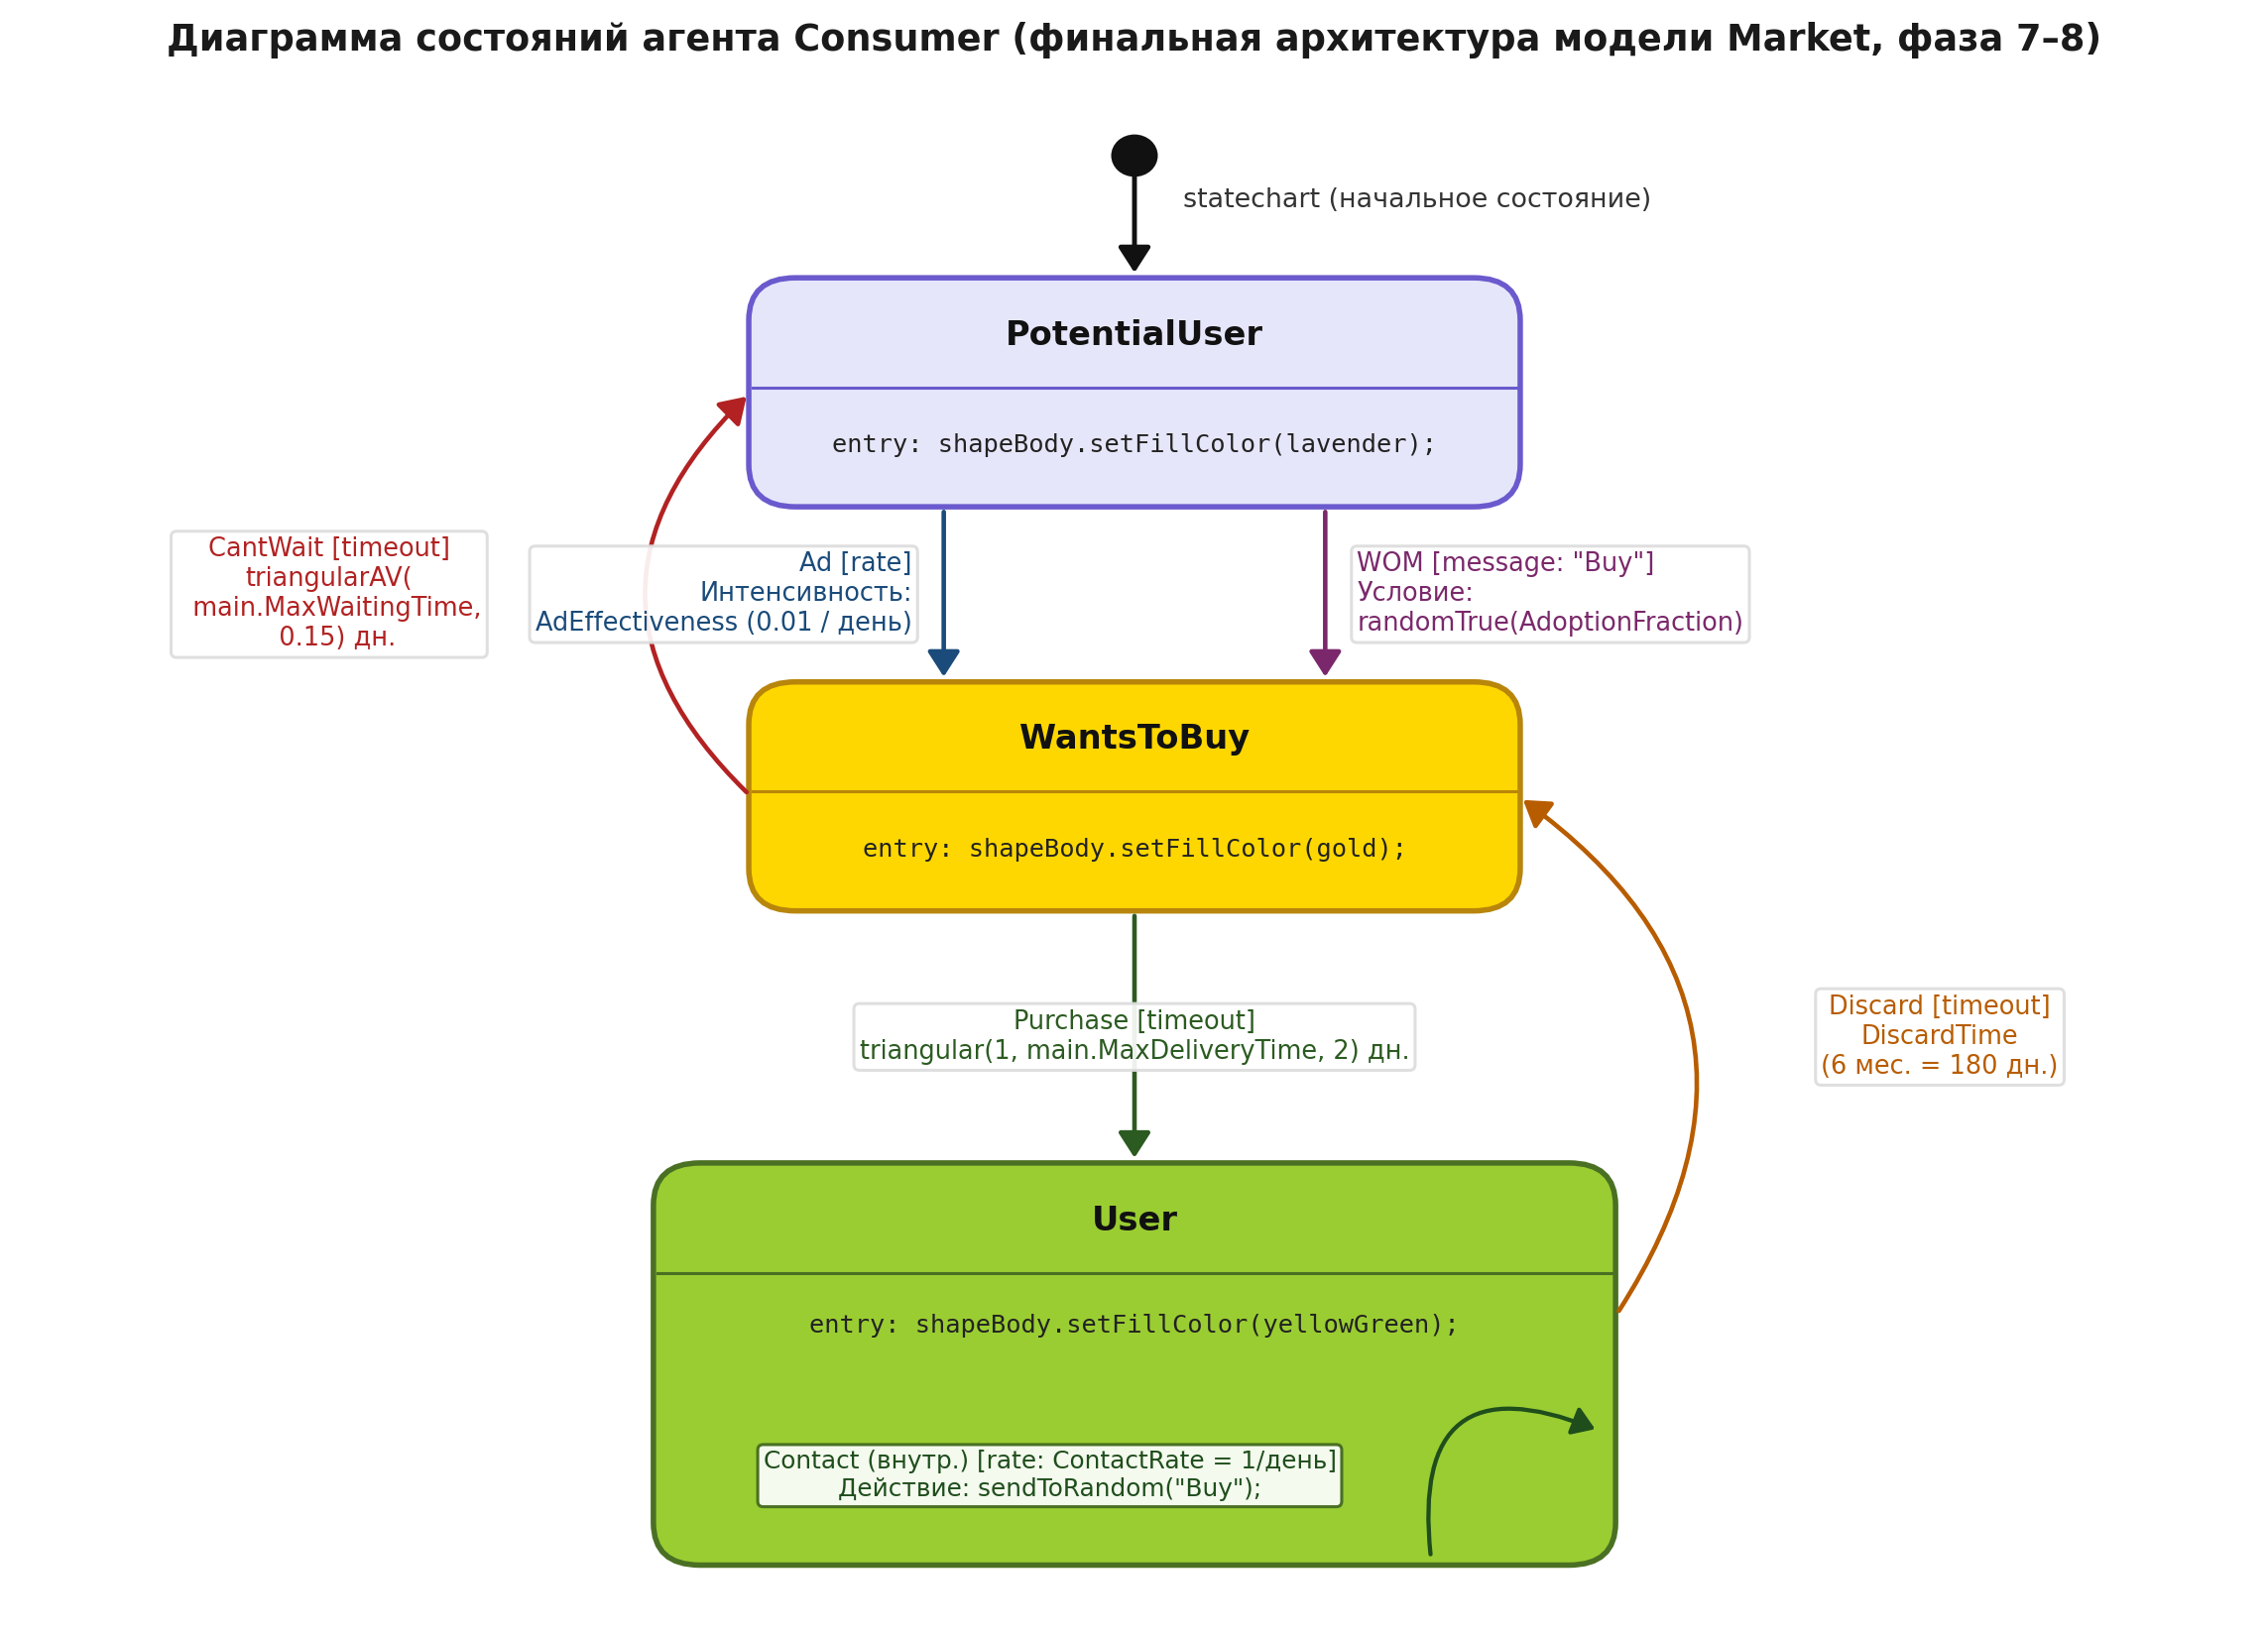 Диаграмма состояний агента Consumer (финальная архитектура модели Market, фаза 7–8)
statechart (начальное состояние)
PotentialUser
entry: shapeBody.setFillColor(lavender);
CantWait [timeout]
triangularAV(
main.MaxWaitingTime,
0.15) дн.
Ad [rate]
Интенсивность:
AdEffectiveness (0.01 / день)
WOM [message: "Buy"]
Условие:
randomTrue(AdoptionFraction)
WantsToBuy
entry: shapeBody.setFillColor(gold);
Purchase [timeout]
triangular(1, main.MaxDeliveryTime, 2) дн.
Discard [timeout]
DiscardTime
(6 мес. = 180 дн.)
User
entry: shapeBody.setFillColor(yellowGreen);
Contact (внутр.) [rate: ContactRate = 1/день]
Действие: sendToRandom("Buy");